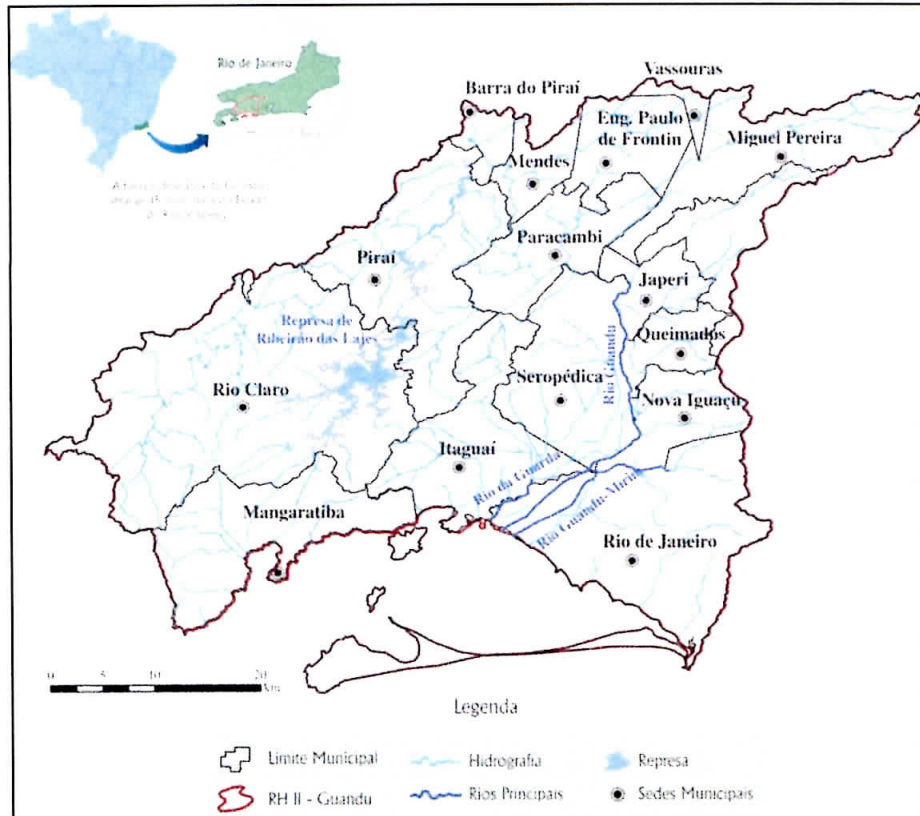 Rio de Janeiro
Vassouras
Barra do Piraí
Eng. Paulo
de Frontin
Miguel Pereira
Mendes
Paracambi
Piraí
Japeri
Represa de
Ribeirão das Lajes
Queimados
Rio Guandu
Seropédica
Rio Claro
Nova Iguaçu
Itaguaí
Rio da Guarda
Mangaratiba
Rio Guandu-Mirim
Rio de Janeiro
0 10 20
km
Legenda
Limite Municipal
Hidrografia
Represa
RH II - Guandu
Rios Principais
Sedes Municipais